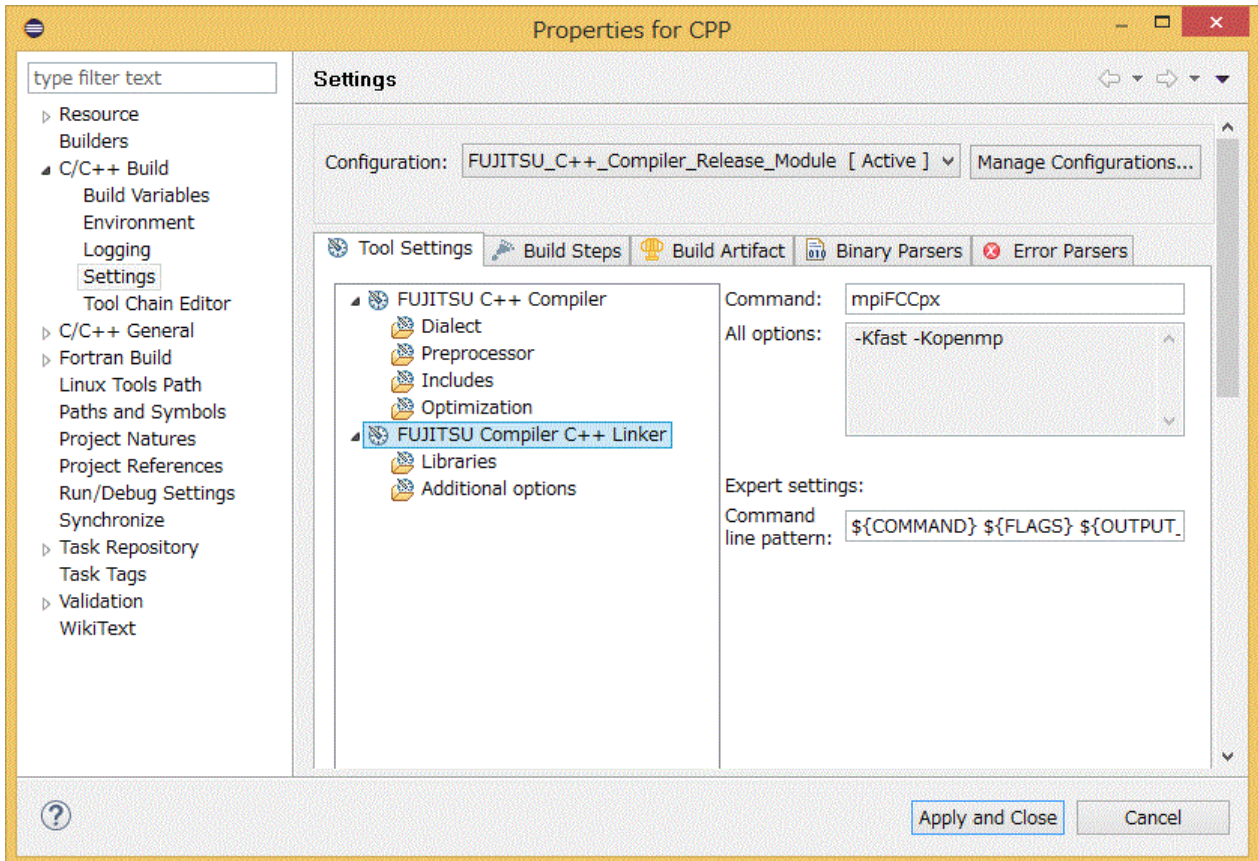 Properties for CPP
type filter text
Resource
Builders
C/C++ Build
Build Variables
Environment
Logging
Settings
Tool Chain Editor
C/C++ General
Fortran Build
Linux Tools Path
Paths and Symbols
Project Natures
Project References
Run/Debug Settings
Synchronize
Task Repository
Task Tags
Validation
WikiText
Settings
Configuration: FUJITSU_C++_Compiler_Release_Module [ Active ] Manage Configurations...
Tool Settings Build Steps Build Artifact Binary Parsers Error Parsers
FUJITSU C++ Compiler
Dialect
Preprocessor
Includes
Optimization
FUJITSU Compiler C++ Linker
Libraries
Additional options
Command: mpiFCCpx
All options: -Kfast -Kopenmp
Expert settings:
Command
line pattern: ${COMMAND} ${FLAGS} ${OUTPUT_
Apply and Close Cancel